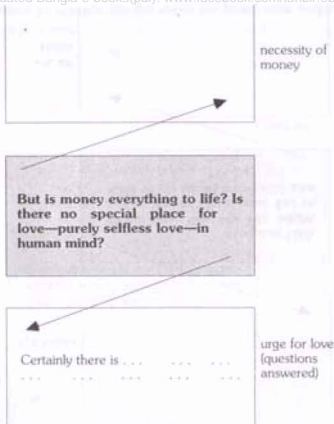 necessity of
money
But is money everything to life? Is
there no special place for
love—purely selfless love—in
human mind?
Certainly there is . . . . . . . . .
. . . . . . . . . . . . . . .
urge for love
(questions
answered)